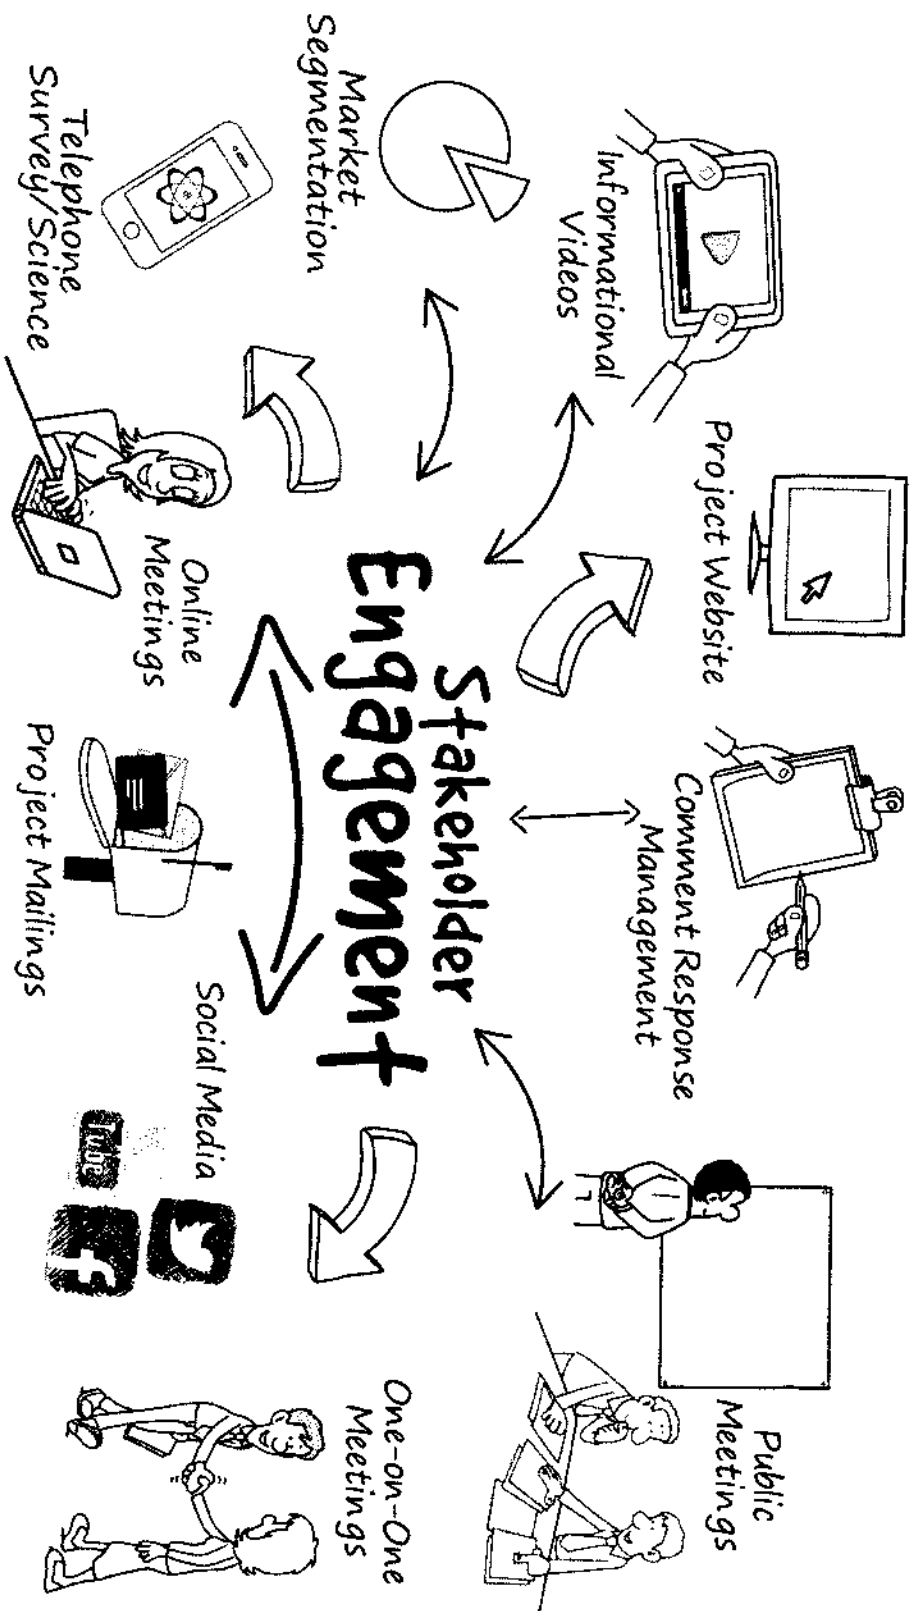 Informational
Videos
Project Website
Comment Response
Management
Public
Meetings
Market
Segmentation
Stakeholder
Engagement
Telephone
Survey/Science
Online
Meetings
Project Mailings
Social Media
Tube
f
One-on-One
Meetings